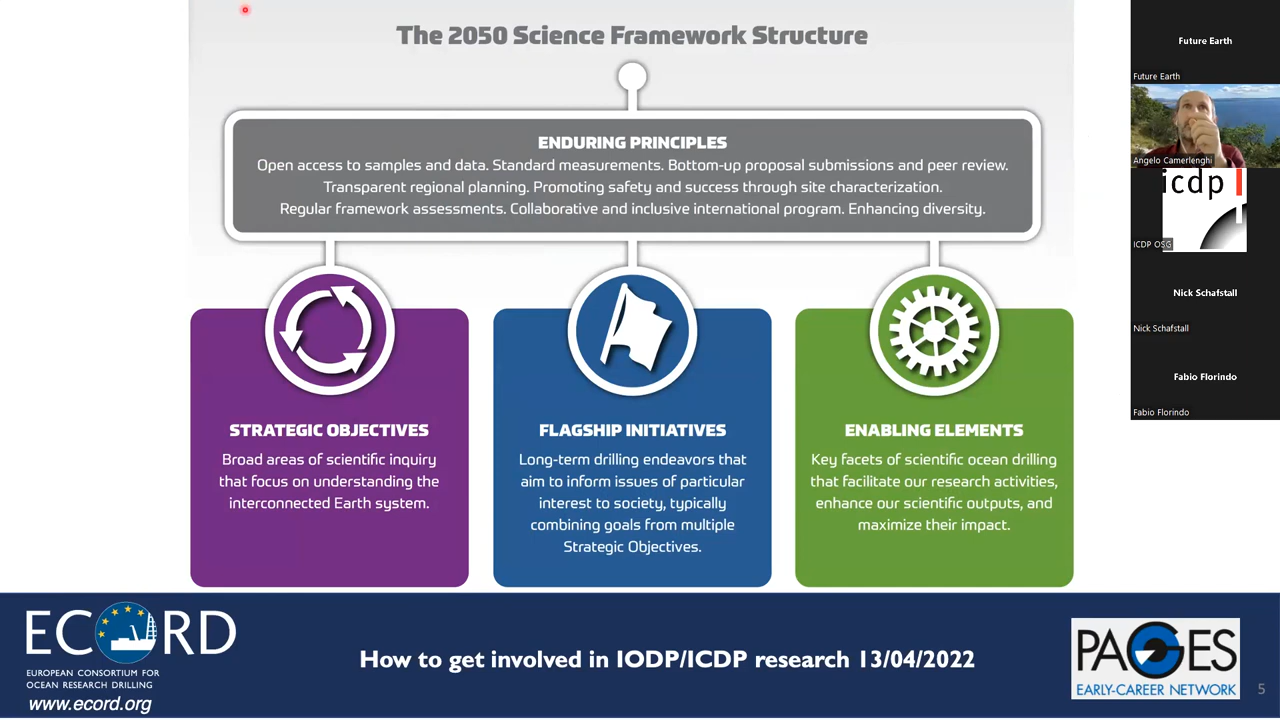 The 2050 Science Framework Structure
ENDURING PRINCIPLES
Open access to samples and data. Standard measurements. Bottom-up proposal submissions and peer review.
Transparent regional planning. Promoting safety and success through site characterization.
Regular framework assessments. Collaborative and inclusive international program. Enhancing diversity.
STRATEGIC OBJECTIVES
Broad areas of scientific inquiry
that focus on understanding the
interconnected Earth system.
FLAGSHIP INITIATIVES
Long-term drilling endeavors that
aim to inform issues of particular
interest to society, typically
combining goals from multiple
Strategic Objectives.
ENABLING ELEMENTS
Key facets of scientific ocean drilling
that facilitate our research activities,
enhance our scientific outputs, and
maximize their impact.
ECORD
EUROPEAN CONSORTIUM FOR
OCEAN RESEARCH DRILLING
www.ecord.org
How to get involved in IODP/ICDP research 13/04/2022
PAGES
EARLY-CAREER NETWORK
5
Future Earth
Future Earth
Angelo Camerlenghi
icdp
ICDP OSG
Nick Schafstall
Nick Schafstall
Fabio Florindo
Fabio Florindo